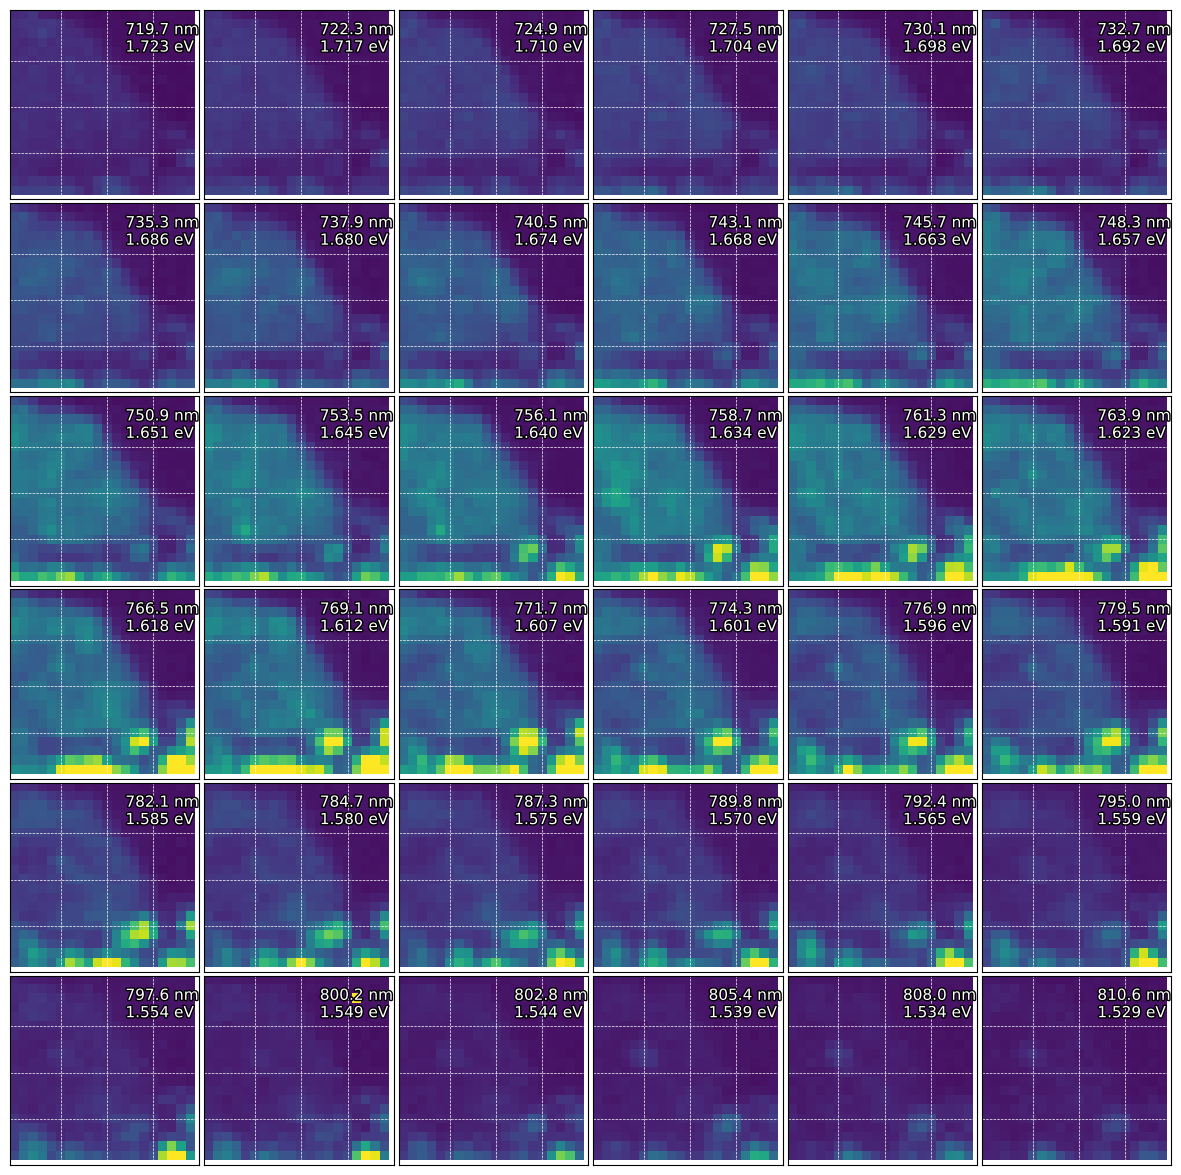 719.7 nm
1.723 eV
722.3 nm
1.717 eV
724.9 nm
1.710 eV
727.5 nm
1.704 eV
730.1 nm
1.698 eV
732.7 nm
1.692 eV
735.3 nm
1.686 eV
737.9 nm
1.680 eV
740.5 nm
1.674 eV
743.1 nm
1.668 eV
745.7 nm
1.663 eV
748.3 nm
1.657 eV
750.9 nm
1.651 eV
753.5 nm
1.645 eV
756.1 nm
1.640 eV
758.7 nm
1.634 eV
761.3 nm
1.629 eV
763.9 nm
1.623 eV
766.5 nm
1.618 eV
769.1 nm
1.612 eV
771.7 nm
1.607 eV
774.3 nm
1.601 eV
776.9 nm
1.596 eV
779.5 nm
1.591 eV
782.1 nm
1.585 eV
784.7 nm
1.580 eV
787.3 nm
1.575 eV
789.8 nm
1.570 eV
792.4 nm
1.565 eV
795.0 nm
1.559 eV
797.6 nm
1.554 eV
800.2 nm
1.549 eV
802.8 nm
1.544 eV
805.4 nm
1.539 eV
808.0 nm
1.534 eV
810.6 nm
1.529 eV